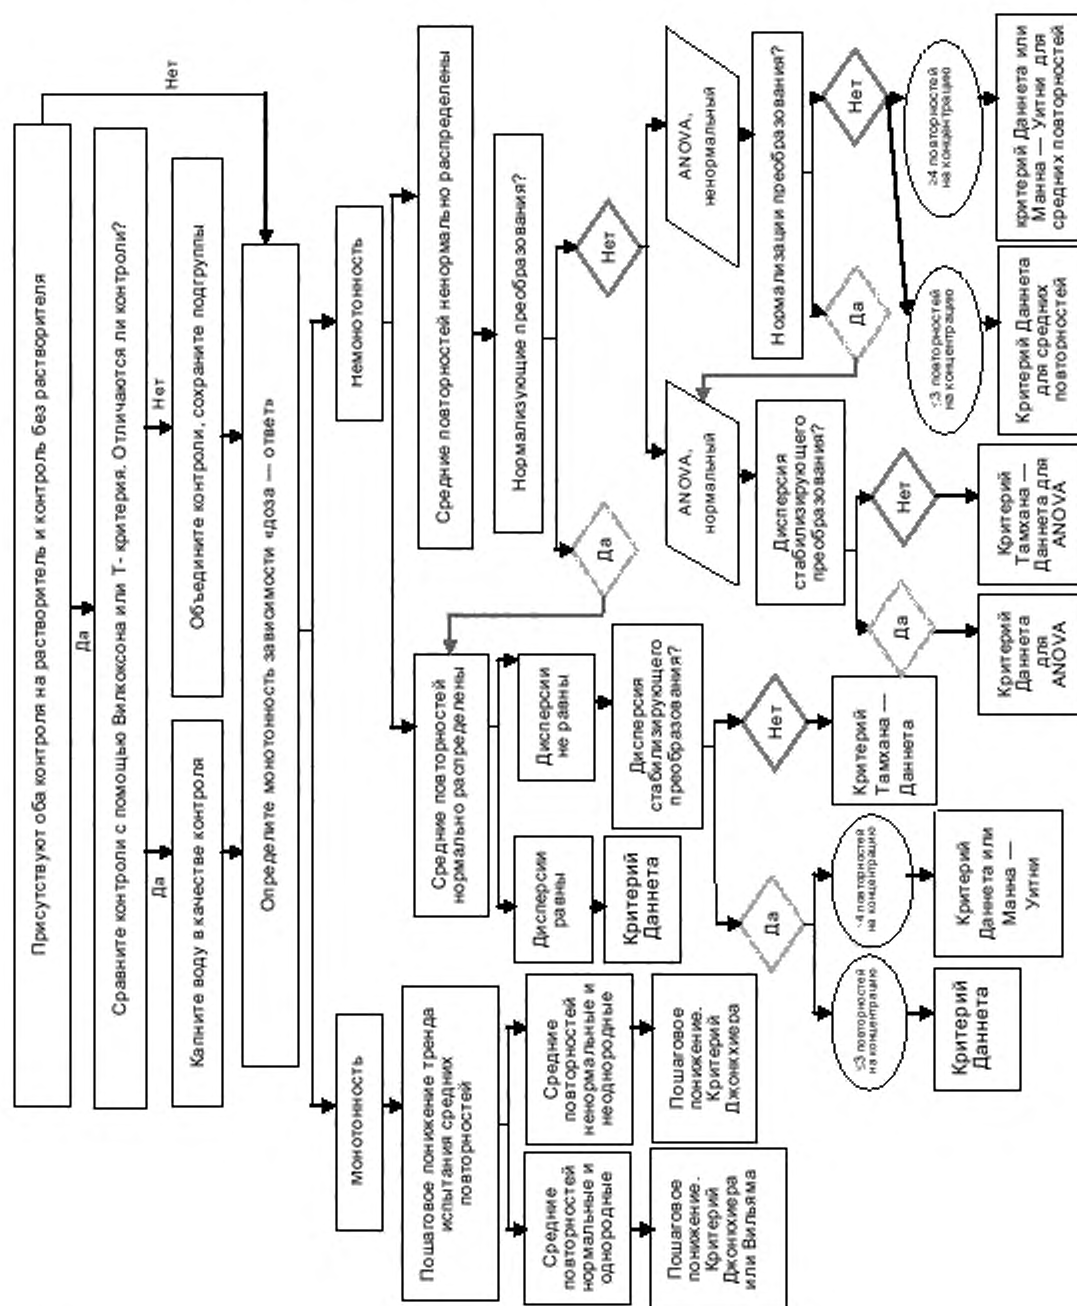 Присутствуют оба контроля на растворитель и контроль без растворителя
Да
Нет
Сравните контроли с помощью Вилкоксона или Т- критерия. Отличаются ли контроли?
Да
Нет
Капните воду в качестве контроля
Объедините контроли, сохраните подгруппы
Определите монотонность зависимости «доза — ответ»
монотонность
немонотонность
Пошаговое понижение тренда
испытания средних
повторностей
Средние
повторностей
нормальные и
однородные
Средние
повторностей
ненормальные и
неоднородные
Пошаговое
понижение.
Критерий
Джонкхиера
или Вильяма
Пошаговое
понижение.
Критерий
Джонкхиера
Средние повторностей
нормально распределены
Средние повторностей ненормально распределены
Дисперсии
равны
Дисперсии
не равны
Критерий
Даннета
Дисперсия
стабилизирующего
преобразования?
Да
Нет
≤3 повторностей
на концентрацию
≥4 повторностей
на концентрацию
Критерий
Даннета
Критерий
Даннета или
Манна —
Уитни
Критерий
Тамхана —
Даннета
Нормализующие преобразования?
Да
Нет
ANOVA,
нормальный
ANOVA,
ненормальный
Дисперсия
стабилизирующего
преобразования?
Да
Нет
Критерий
Даннета
для
ANOVA
Критерий
Тамхана —
Даннета для
ANOVA
Нормализации преобразования?
Да
Нет
≤3 повторностей
на концентрацию
≥4 повторностей
на концентрацию
Критерий Даннета
для средних
повторностей
критерий Даннета или
Манна — Уитни для
средних повторностей